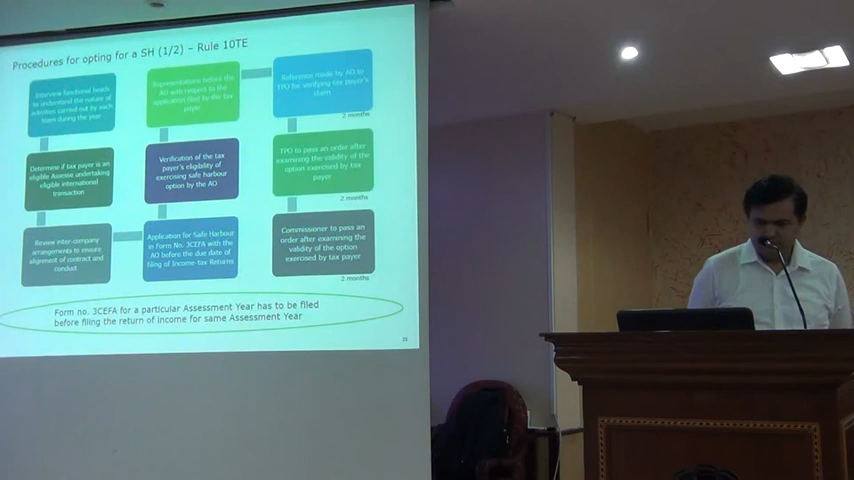 Procedures for opting for a SH (1/2) – Rule 10TE
Interview functional heads
to understand the nature of
activities carried out by each
team during the year
Determine if tax payer is an
eligible Assesse undertaking
eligible international
transaction
Review inter-company
arrangements to ensure
alignment of contract and
conduct
Application for Safe Harbour
in Form No. 3CEFA with the
AO before the due date of
filing of Income-tax Returns
Verification of the tax
payer's eligibility of
exercising safe harbour
option by the AO
Representations before the
AO with respect to the
application filed by the tax
payer
Reference made by AO to
TPO for verifying tax payer's
claim
2 months
TPO to pass an order after
examining the validity of the
option exercised by tax
payer
2 months
Commissioner to pass an
order after examining the
validity of the option
exercised by tax payer
2 months
Form no. 3CEFA for a particular Assessment Year has to be filed
before filing the return of income for same Assessment Year